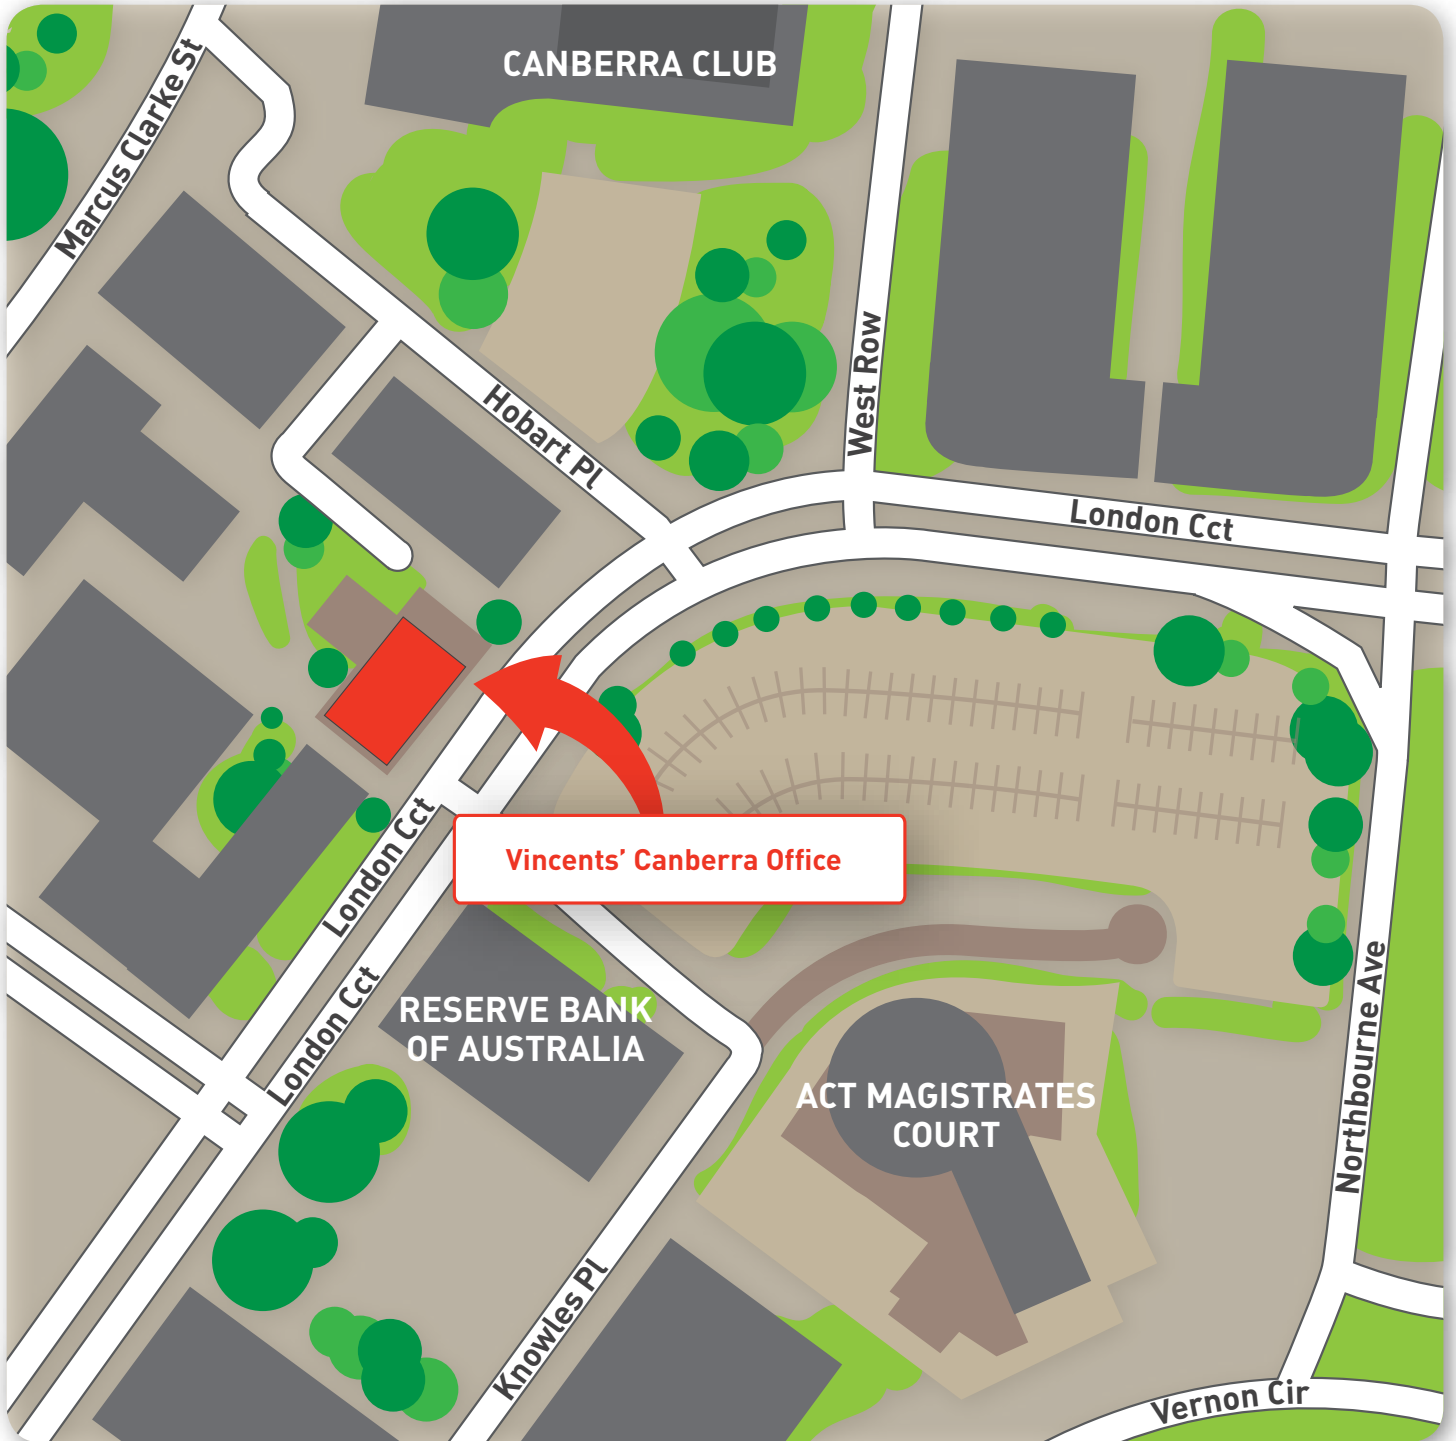 CANBERRA CLUB
Marcus Clarke St
West Row
Hobart Pl
London Cct
Vincents’ Canberra Office
London Cct
London Cct
RESERVE BANK
OF AUSTRALIA
ACT MAGISTRATES
COURT
Northbourne Ave
Knowles Pl
Vernon Cir